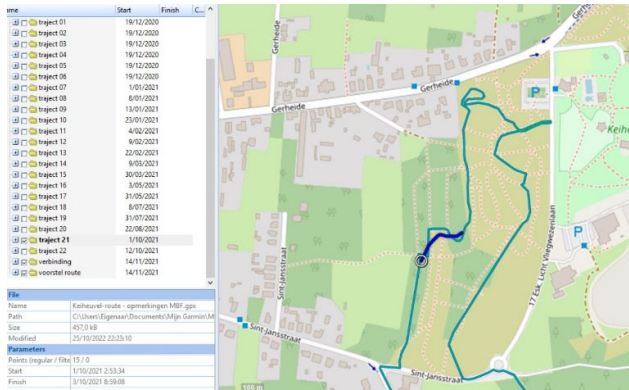 Start Finish C...
traject 01 19/12/2020
traject 02 19/12/2020
traject 03 19/12/2020
traject 04 19/12/2020
traject 05 19/12/2020
traject 06 19/12/2020
traject 07 1/01/2021
traject 08 8/01/2021
traject 09 13/01/2021
traject 10 23/01/2021
traject 11 4/02/2021
traject 12 9/02/2021
traject 13 22/02/2021
traject 14 9/03/2021
traject 15 30/03/2021
traject 16 3/05/2021
traject 17 31/05/2021
traject 18 8/07/2021
traject 19 31/07/2021
traject 20 22/08/2021
traject 21 1/10/2021
traject 22 12/10/2021
verbinding 14/11/2021
voorstel route 14/11/2021
File
Name Keiheuvel-route - opmerkingen MBF.gpx
Path C:\Users\Eigenaar\Documents\Mijn Garmin\M
Size 457,0 kB
Modified 25/10/2022 22:23:10
Parameters
Points (regular / filte 15 / 0
Start 1/10/2021 2:53:34
Finish 3/10/2021 8:59:08
Gerheide
Gerheide
P
Keihe
P
17 Esk. Licht Vliegwezenlaan
Sint-Jansstraat
Sint-Jansstraat
Sint-Jansstraat
100 m